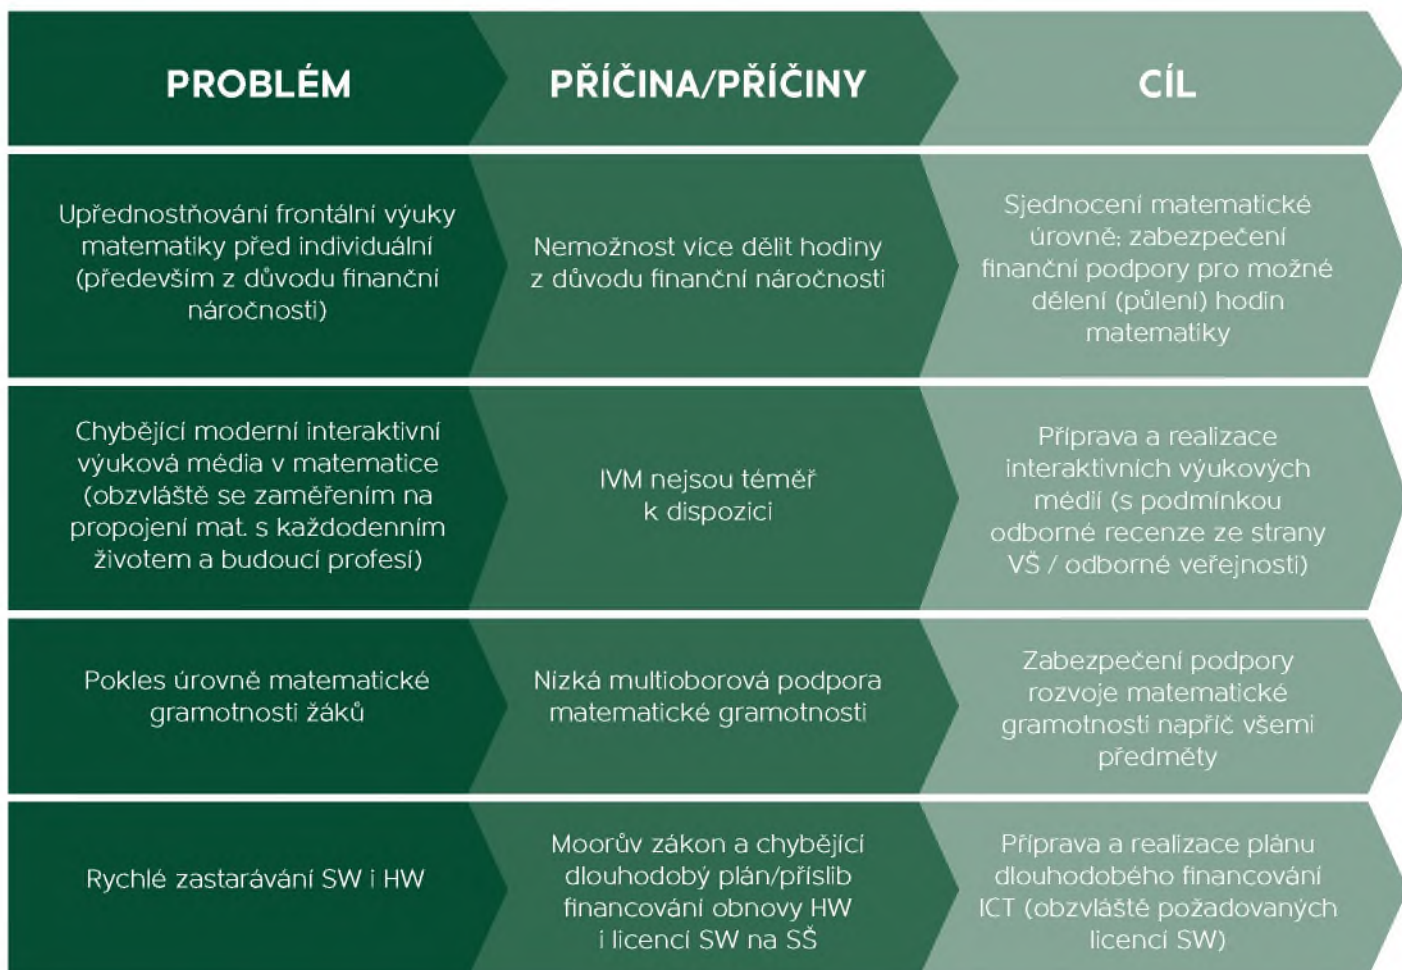 PROBLÉM
PŘÍČINA/PŘÍČINY
CÍL
Upřednostňování frontální výuky
matematiky před individuální
(především z důvodu finanční
náročnosti)
Nemožnost více dělit hodiny
z důvodu finanční náročnosti
Sjednocení matematické
úrovně: zabezpečení
finanční podpory pro možné
dělení (půlení) hodin
matematiky
Chybějící moderní interaktivní
výuková média v matematice
(obzvláště se zaměřením na
propojení mat. s každodenním
životem a budoucí profesí)
IVM nejsou téměř
k dispozici
Příprava a realizace
interaktivních výukových
médií (s podmínkou
odborné recenze ze strany
VŠ / odborné veřejnosti)
Pokles úrovně matematické
gramotnosti žáků
Nízká multioborová podpora
matematické gramotnosti
Zabezpečení podpory
rozvoje matematické
gramotnosti napříč všemi
předměty
Rychlé zastarávání SW i HW
Moorův zákon a chybějící
dlouhodobý plán/příslib
financování obnovy HW
i licencí SW na SŠ
Příprava a realizace plánu
dlouhodobého financování
ICT (obzvláště požadovaných
licencí SW)